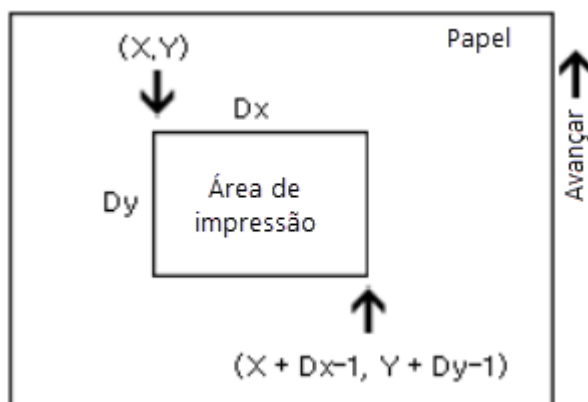 (X,Y)
Papel
Dx
Avançar
Dy
Área de
impressão
(X + Dx-1, Y + Dy-1)